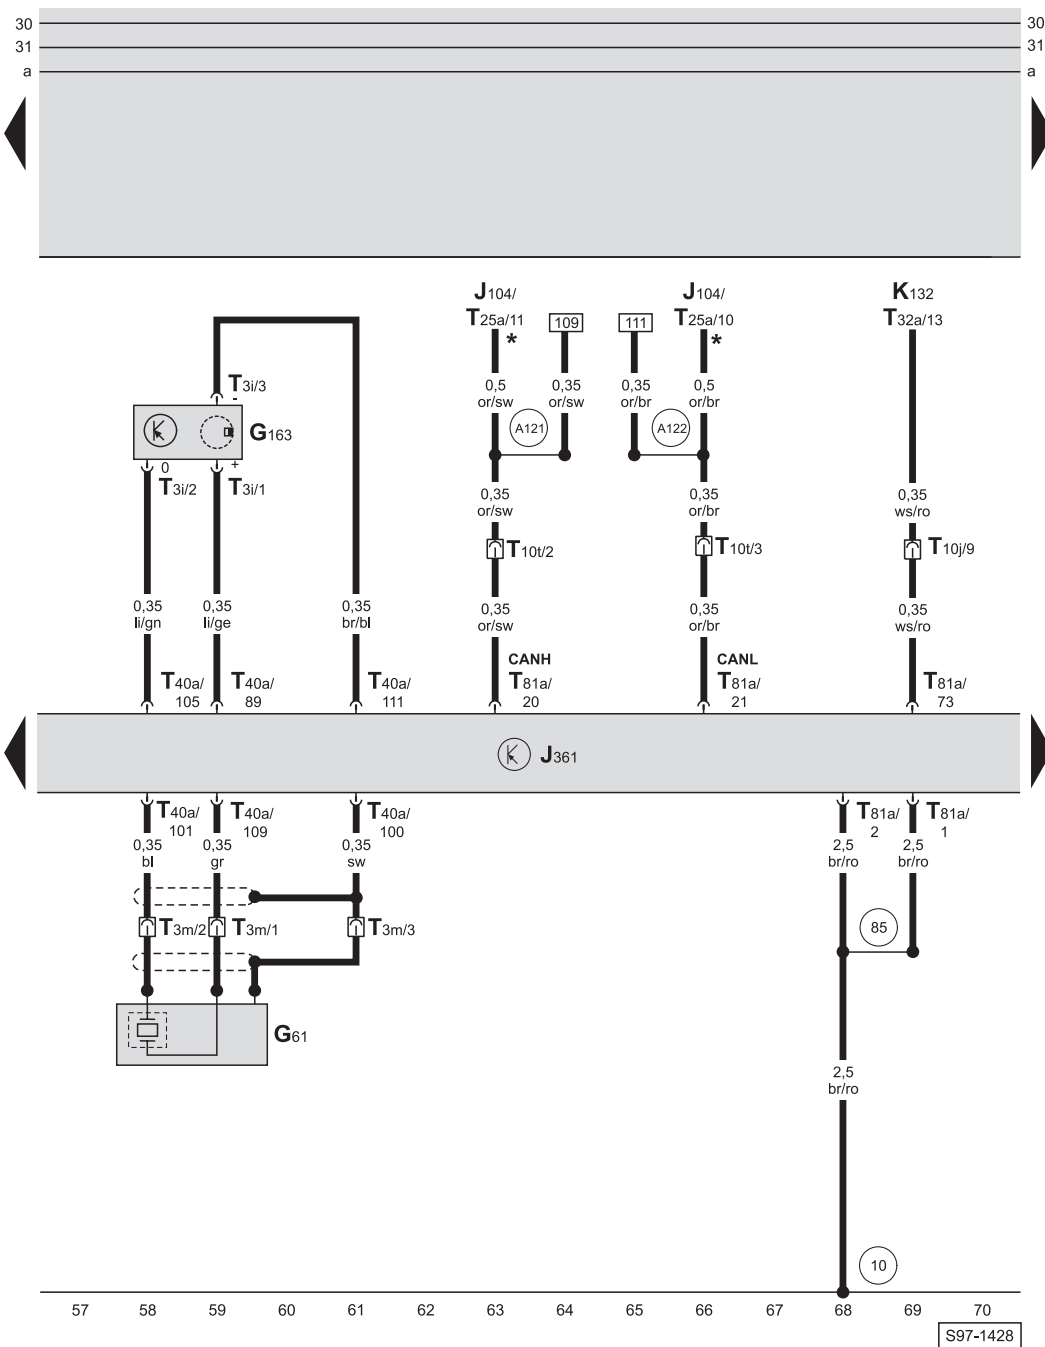 30 30
31 31
a a
J104/ J104/ K132
T25a/11 109 111 T25a/10 T32a/13
* *
T3i/3
-
0,5 0,35 0,35 0,5
or/sw or/sw or/br or/br
A121 A122
G163
0 +
T3i/2 T3i/1
0,35 0,35 0,35
or/sw or/br ws/ro
T10t/2 T10t/3 T10j/9
0,35 0,35 0,35 0,35 0,35 0,35
li/gn li/ge br/bl or/sw or/br ws/ro
CANH CANL
T40a/ T40a/ T40a/ T81a/ T81a/ T81a/
105 89 111 20 21 73
J361
T40a/ T40a/ T40a/ T81a/ T81a/
101 109 100 2 1
0,35 0,35 0,35 2,5 2,5
bl gr sw br/ro br/ro
T3m/2 T3m/1 T3m/3 85
G61
2,5
br/ro
10
57 58 59 60 61 62 63 64 65 66 67 68 69 70
S97-1428